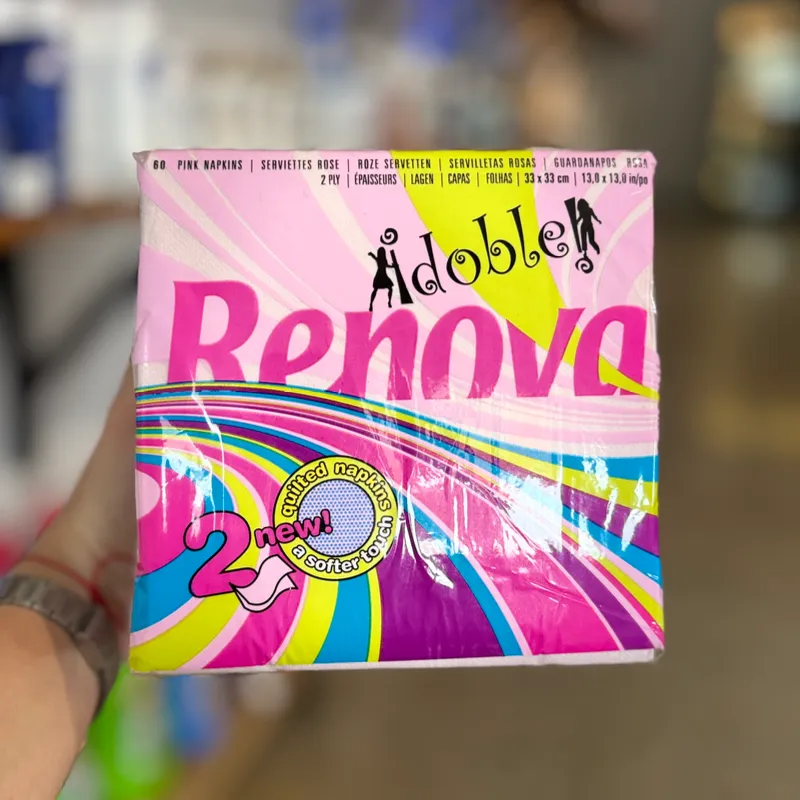 60 PINK NAPKINS | SERVIETTES ROSE | ROZE SERVETTEN | SERVILLETAS ROSAS | GUARDANAPOS ROSA
2 PLY | ÉPAISSEURS | LAGEN | CAPAS | FOLHAS | 33 x 33 cm | 13,0 x 13,0 in/po
¡doble!
Renova
quilted napkins
new!
2
a softer touch